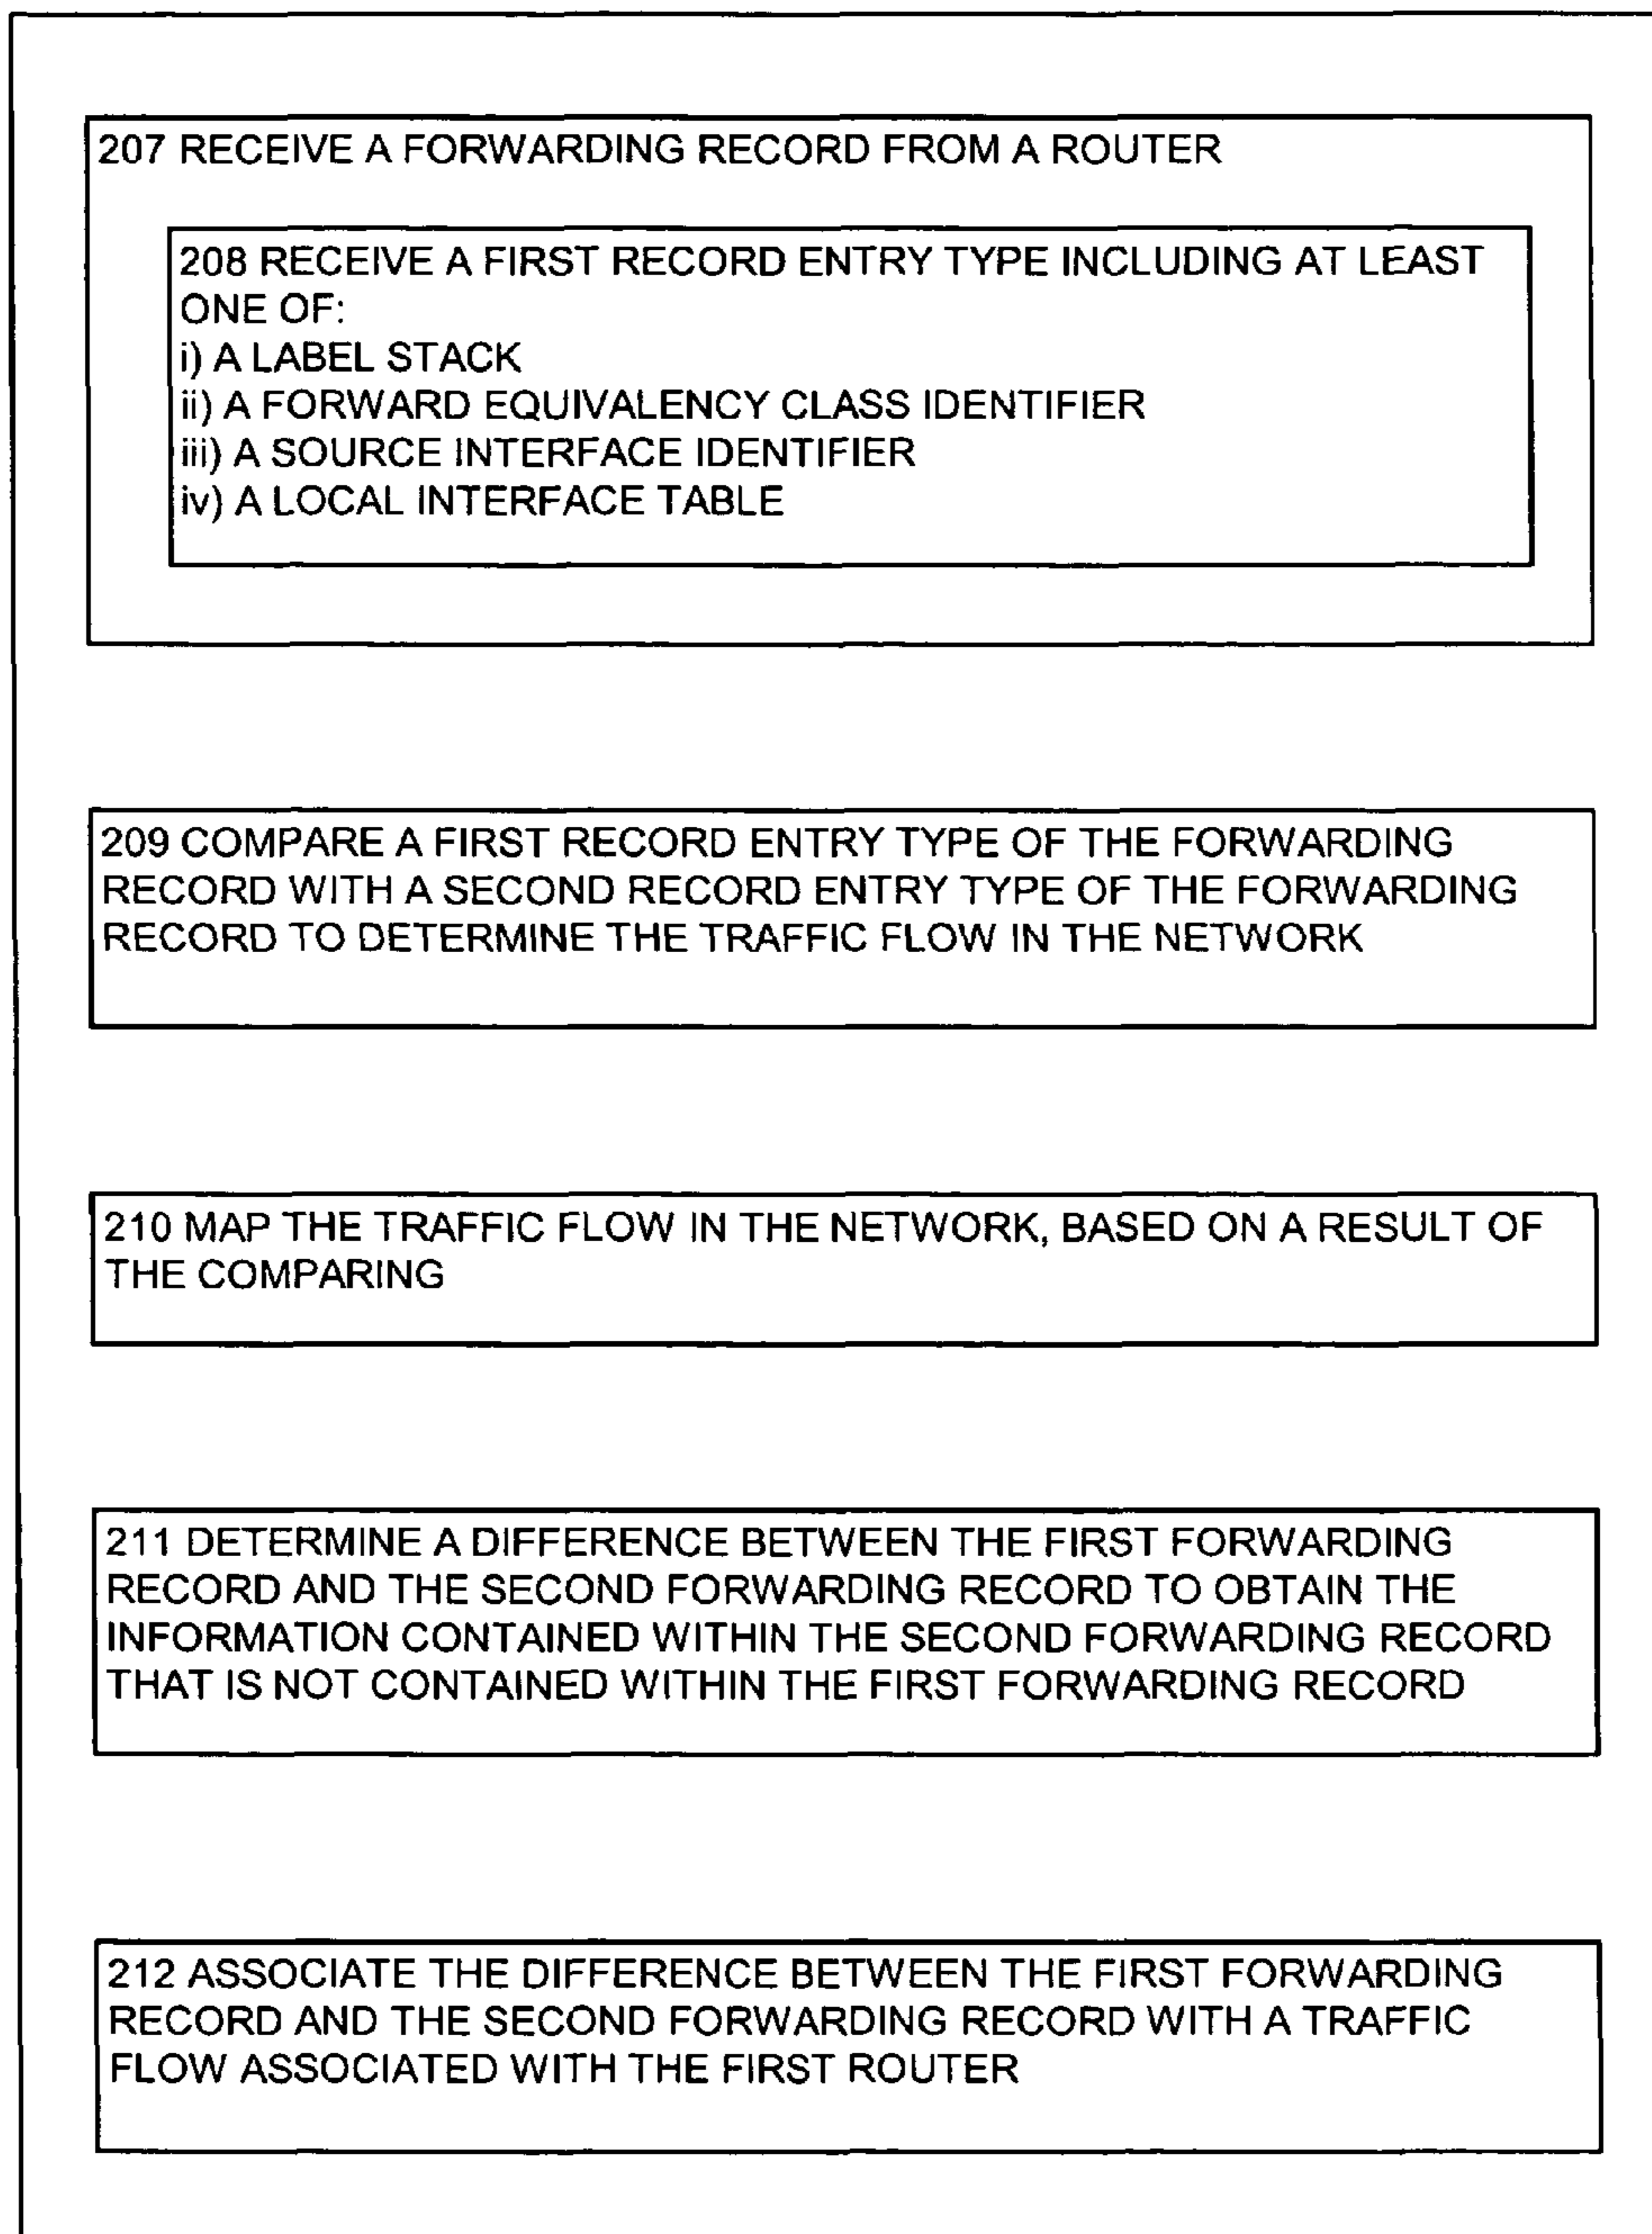 207 RECEIVE A FORWARDING RECORD FROM A ROUTER
208 RECEIVE A FIRST RECORD ENTRY TYPE INCLUDING AT LEAST
ONE OF:
i) A LABEL STACK
ii) A FORWARD EQUIVALENCY CLASS IDENTIFIER
iii) A SOURCE INTERFACE IDENTIFIER
iv) A LOCAL INTERFACE TABLE
209 COMPARE A FIRST RECORD ENTRY TYPE OF THE FORWARDING
RECORD WITH A SECOND RECORD ENTRY TYPE OF THE FORWARDING
RECORD TO DETERMINE THE TRAFFIC FLOW IN THE NETWORK
210 MAP THE TRAFFIC FLOW IN THE NETWORK, BASED ON A RESULT OF
THE COMPARING
211 DETERMINE A DIFFERENCE BETWEEN THE FIRST FORWARDING
RECORD AND THE SECOND FORWARDING RECORD TO OBTAIN THE
INFORMATION CONTAINED WITHIN THE SECOND FORWARDING RECORD
THAT IS NOT CONTAINED WITHIN THE FIRST FORWARDING RECORD
212 ASSOCIATE THE DIFFERENCE BETWEEN THE FIRST FORWARDING
RECORD AND THE SECOND FORWARDING RECORD WITH A TRAFFIC
FLOW ASSOCIATED WITH THE FIRST ROUTER